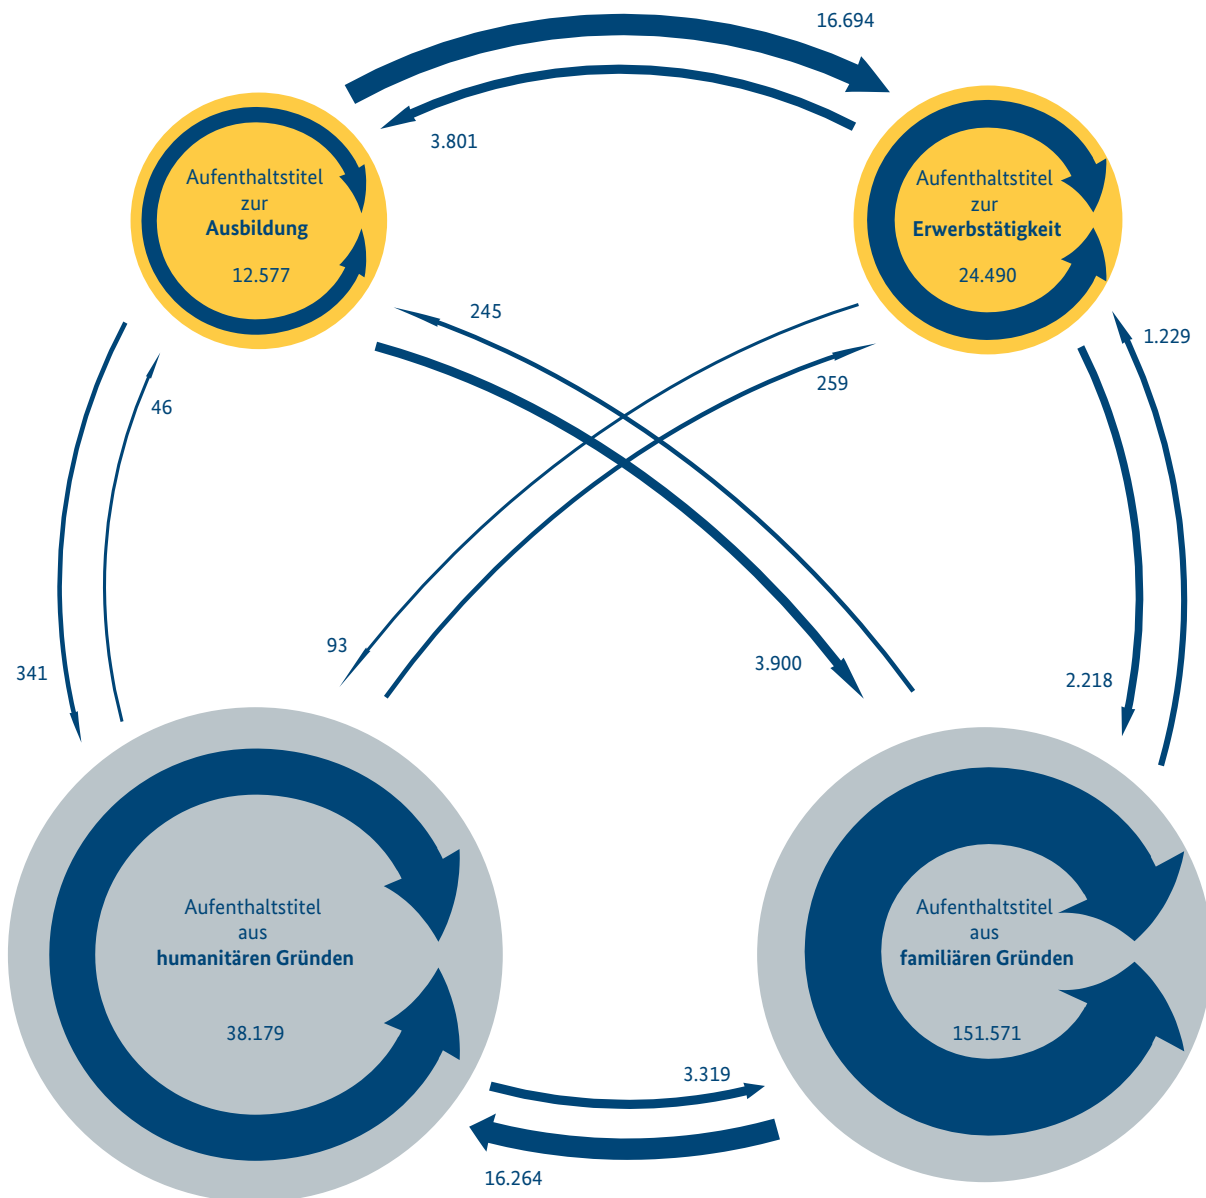 16.694
3.801
Aufenthaltstitel
zur
Ausbildung
12.577
Aufenthaltstitel
zur
Erwerbstätigkeit
24.490
245
259
1.229
46
93
341
3.900
2.218
Aufenthaltstitel
aus
humanitären Gründen
38.179
Aufenthaltstitel
aus
familiären Gründen
151.571
3.319
16.264